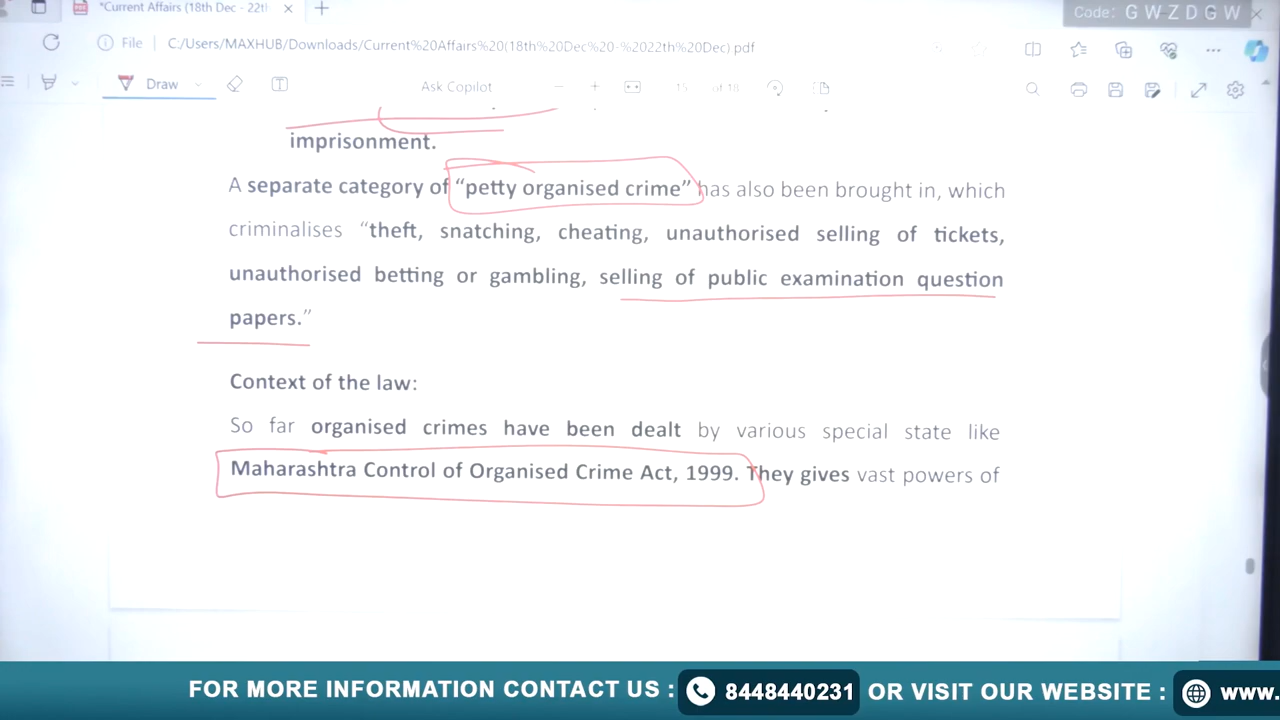 *Current Affairs (18th Dec - 22th
Code: G W Z D G W
File | C:/Users/MAXHUB/Downloads/Current%20Affairs%20(18th%20Dec%20-%2022th%20Dec).pdf
Draw
Ask Copilot
15 of 18
imprisonment.
A separate category of “petty organised crime” has also been brought in, which
criminalises “theft, snatching, cheating, unauthorised selling of tickets,
unauthorised betting or gambling, selling of public examination question
papers.”
Context of the law:
So far organised crimes have been dealt by various special state like
Maharashtra Control of Organised Crime Act, 1999. They gives vast powers of
FOR MORE INFORMATION CONTACT US : 8448440231 OR VISIT OUR WEBSITE : www.